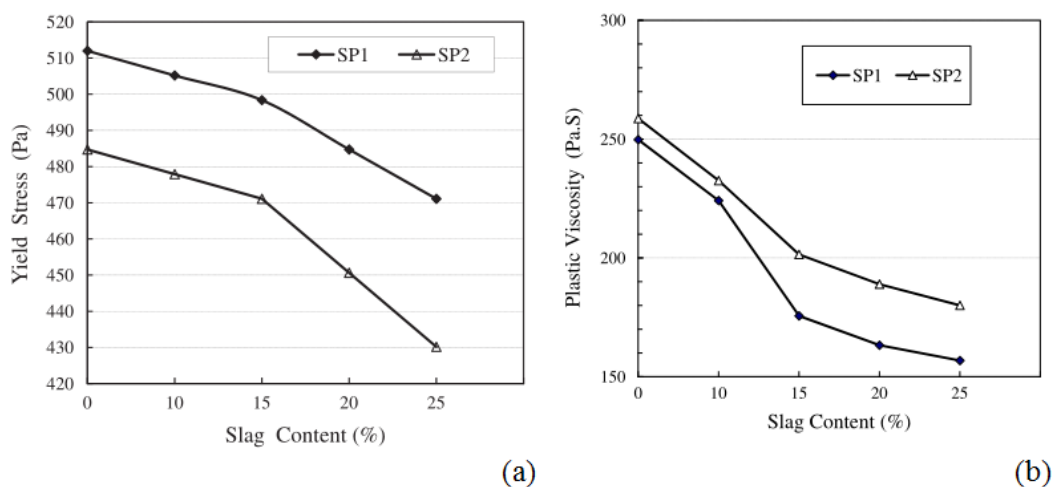 520
510
500
490
480
470
460
450
440
430
420
Yield Stress (Pa)
SP1 SP2
0 10 15 20 25
Slag Content (%)
(a)
300
250
200
150
Plastic Viscosity (Pa.S)
SP1 SP2
0 10 15 20 25
Slag Content (%)
(b)